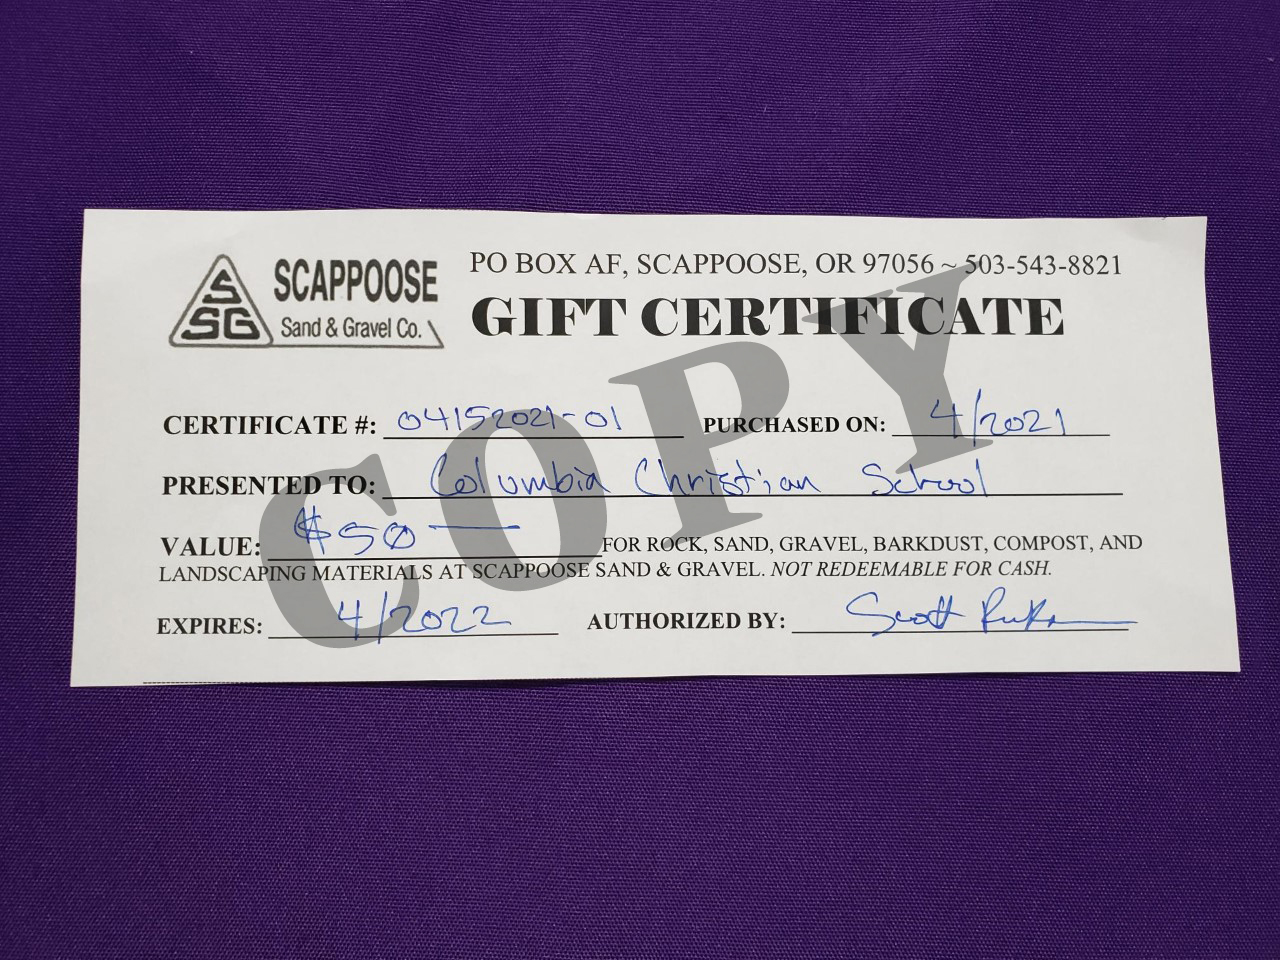 SSG
SCAPPOOSE
Sand & Gravel Co.
PO BOX AF, SCAPPOOSE, OR 97056 ~ 503-543-8821
GIFT CERTIFICATE
COPY
CERTIFICATE #: 04152021-01 PURCHASED ON: 4/2021
PRESENTED TO: Columbia Christian School
VALUE: $50 FOR ROCK, SAND, GRAVEL, BARKDUST, COMPOST, AND
LANDSCAPING MATERIALS AT SCAPPOOSE SAND & GRAVEL. NOT REDEEMABLE FOR CASH.
EXPIRES: 4/2022 AUTHORIZED BY: Scott